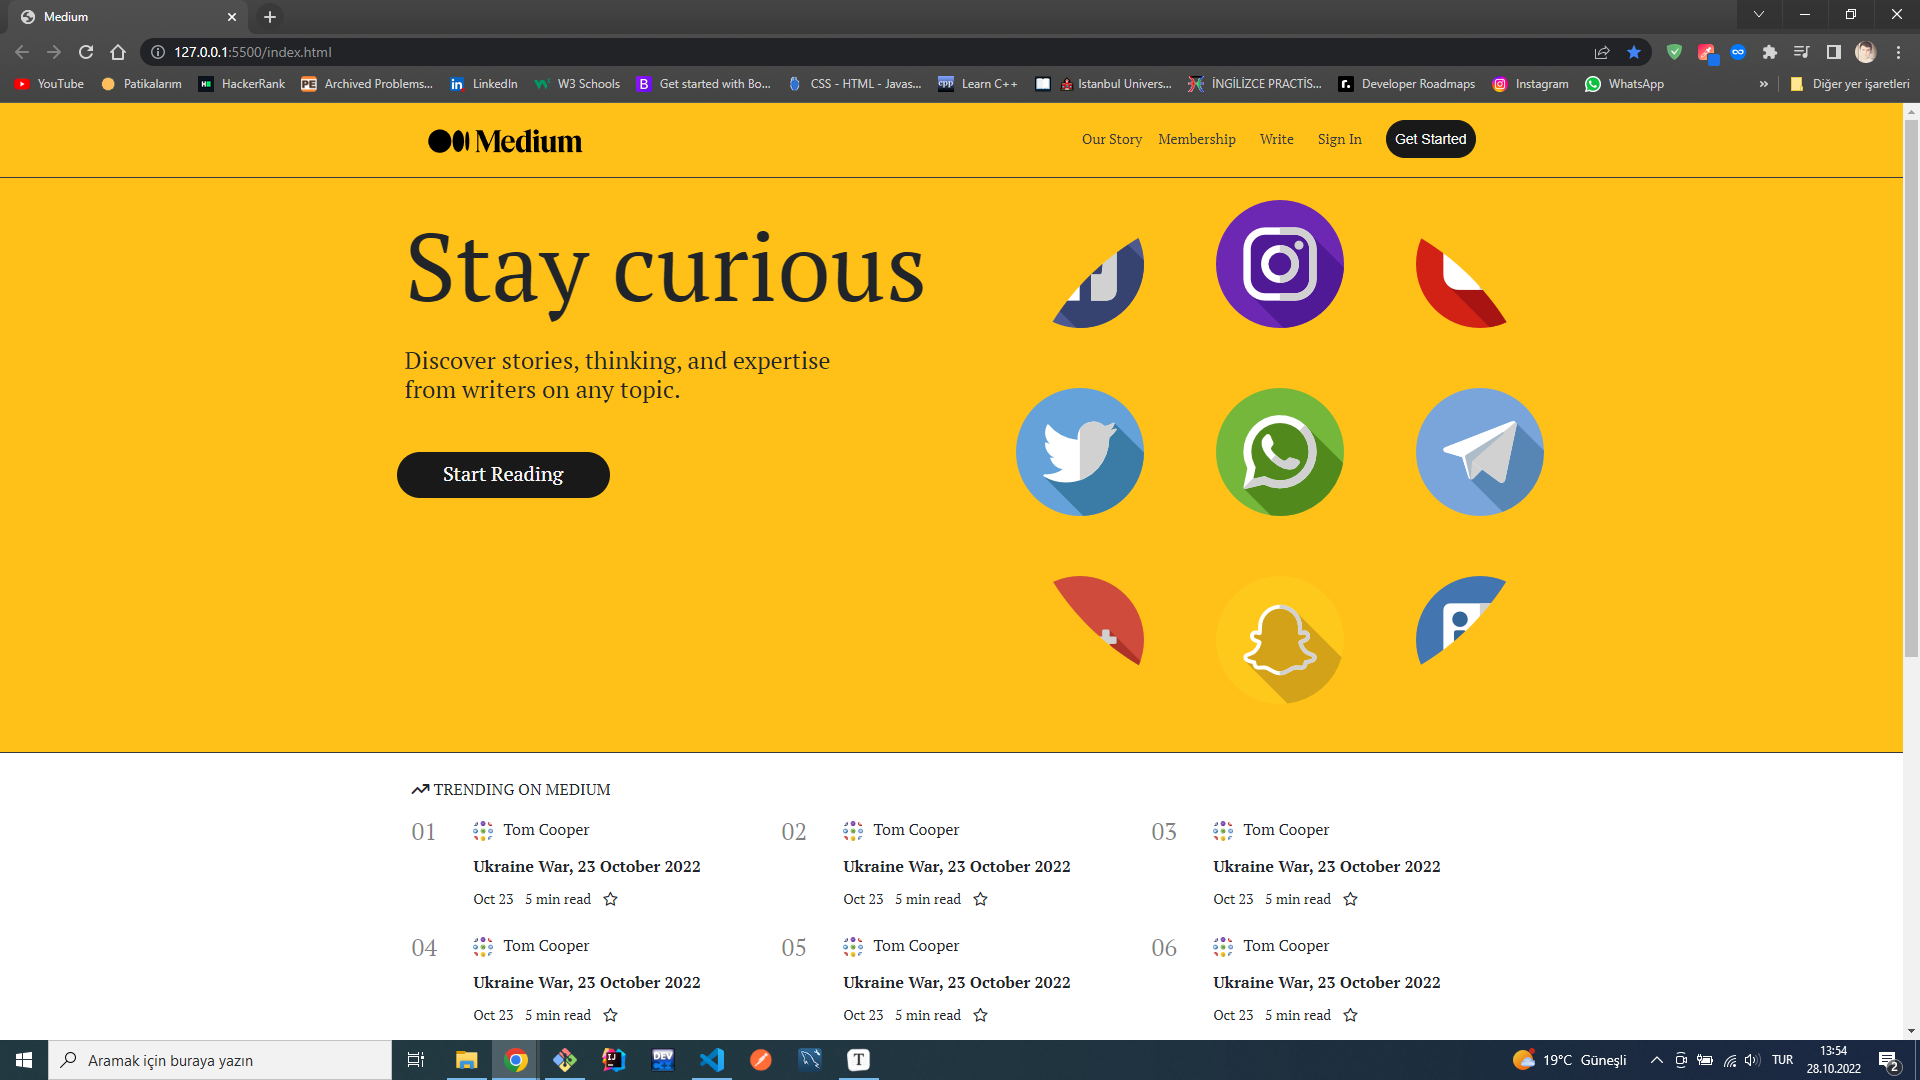 Medium
127.0.0.1:5500/index.html
YouTube Patikalarım HackerRank Archived Problems... LinkedIn W3 Schools Get started with Bo... CSS - HTML - Javas... Learn C++ Istanbul Univers... İNGİLİZCE PRACTİS... Developer Roadmaps Instagram WhatsApp » Diğer yer işaretleri
Medium Our Story Membership Write Sign In Get Started
Stay curious
Discover stories, thinking, and expertise
from writers on any topic.
Start Reading
TRENDING ON MEDIUM
01 Tom Cooper 02 Tom Cooper 03 Tom Cooper
Ukraine War, 23 October 2022 Ukraine War, 23 October 2022 Ukraine War, 23 October 2022
Oct 23 5 min read Oct 23 5 min read Oct 23 5 min read
04 Tom Cooper 05 Tom Cooper 06 Tom Cooper
Ukraine War, 23 October 2022 Ukraine War, 23 October 2022 Ukraine War, 23 October 2022
Oct 23 5 min read Oct 23 5 min read Oct 23 5 min read
Aramak için buraya yazın 19°C Güneşli TUR 13:54
28.10.2022 2